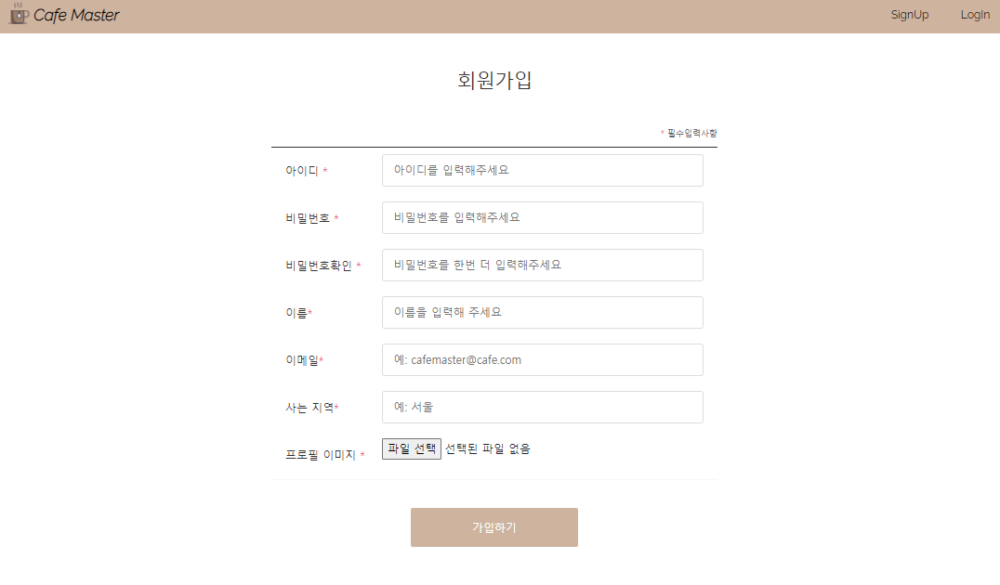 Cafe Master SignUp LogIn
회원가입
* 필수입력사항
아이디 * 아이디를 입력해주세요
비밀번호 * 비밀번호를 입력해주세요
비밀번호확인 * 비밀번호를 한번 더 입력해주세요
이름* 이름을 입력해 주세요
이메일* 예: cafemaster@cafe.com
사는 지역* 예: 서울
프로필 이미지 * 파일 선택 선택된 파일 없음
가입하기